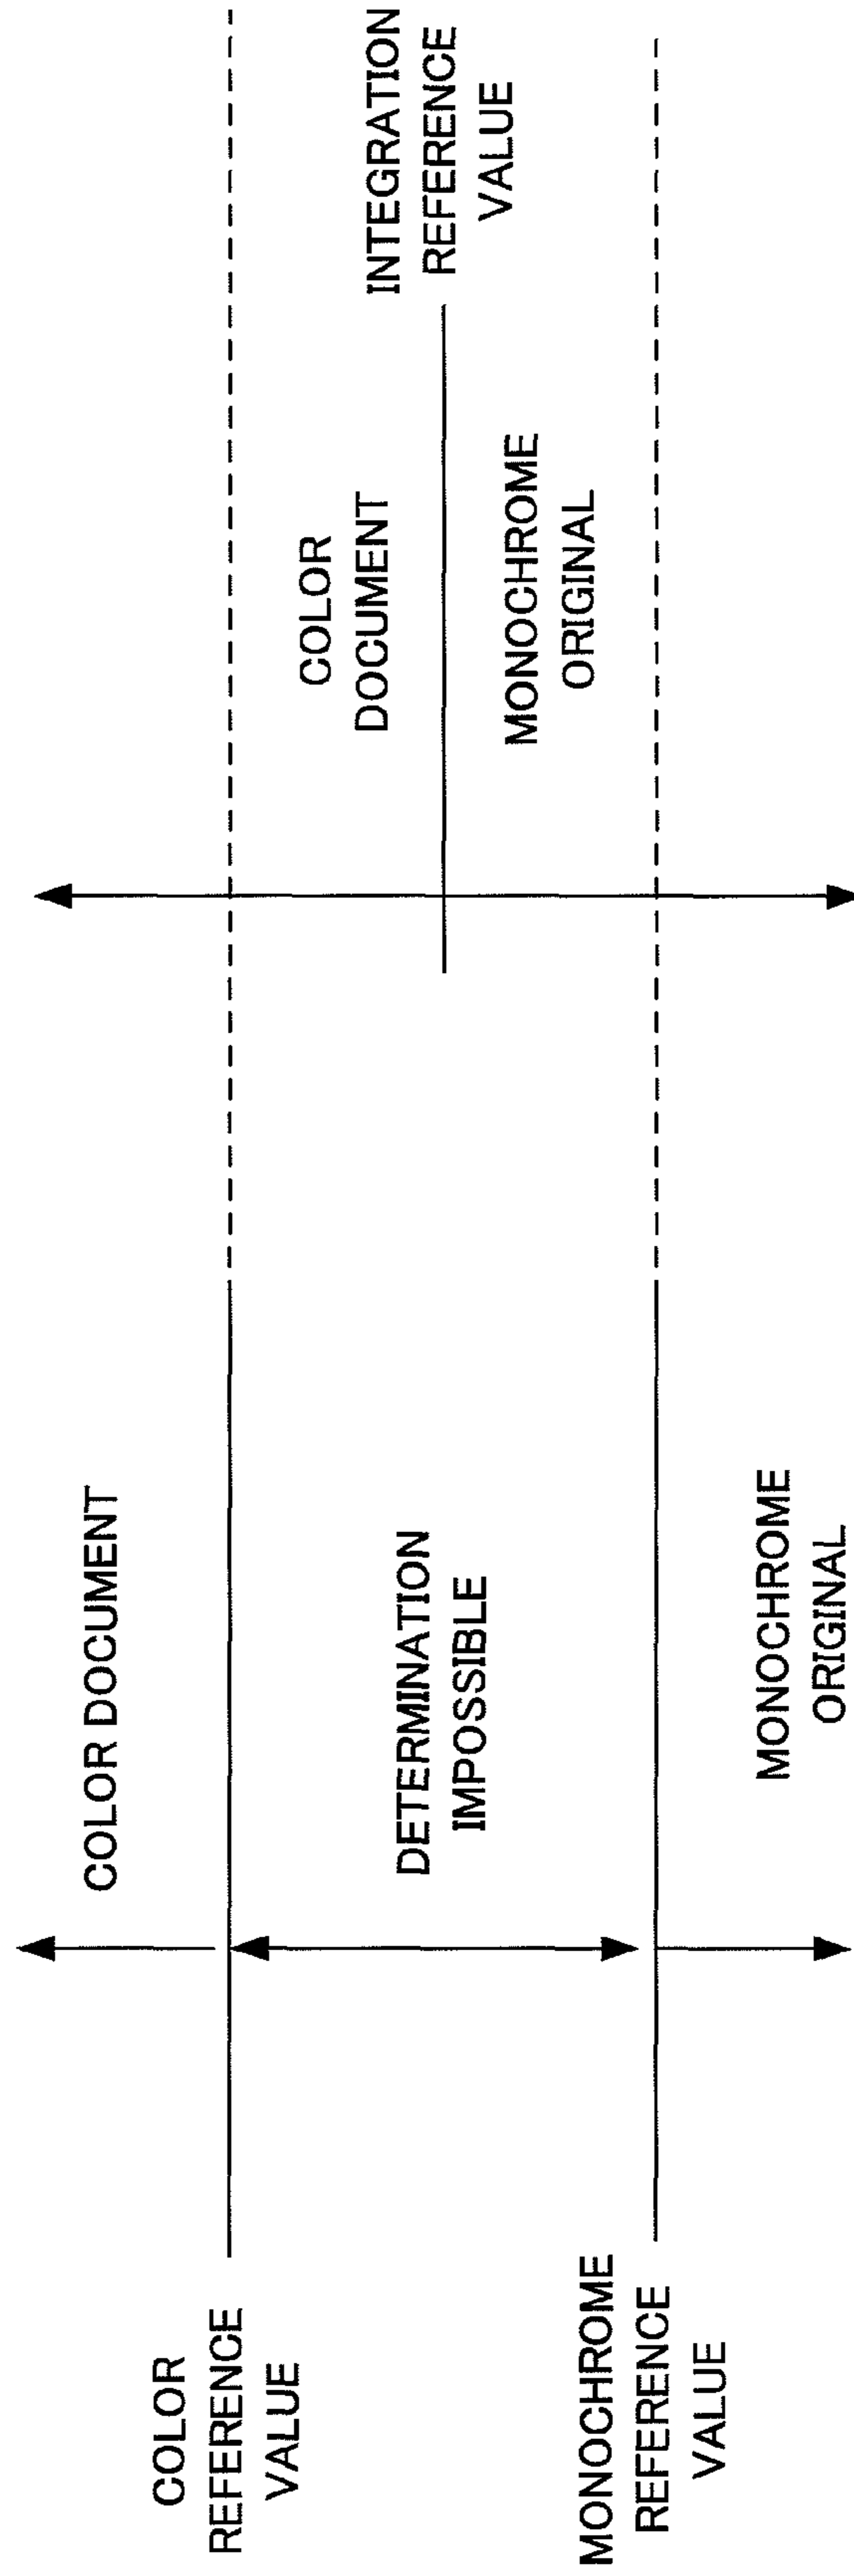 COLOR
REFERENCE
VALUE
MONOCHROME
REFERENCE
VALUE
COLOR DOCUMENT
DETERMINATION
IMPOSSIBLE
MONOCHROME
ORIGINAL
COLOR
DOCUMENT
MONOCHROME
ORIGINAL
INTEGRATION
REFERENCE
VALUE